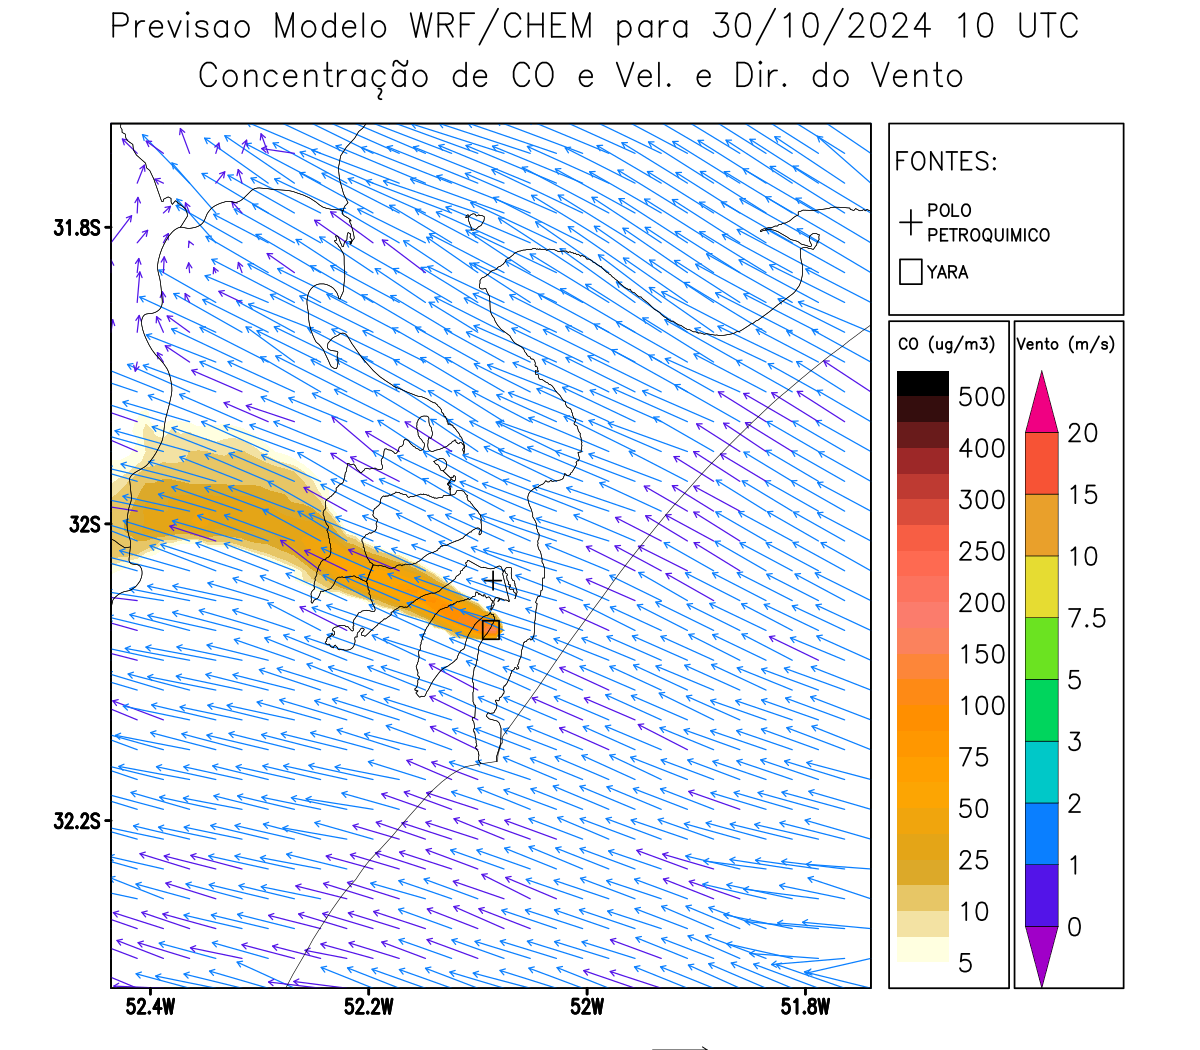 Previsao Modelo WRF/CHEM para 30/10/2024 10 UTC
Concentração de CO e Vel. e Dir. do Vento
FONTES:
POLO
PETROQUIMICO
YARA
CO (ug/m3)
500
400
300
250
200
150
100
75
50
25
10
5
Vento (m/s)
20
15
10
7.5
5
3
2
1
0
31.8S
32S
32.2S
52.4W
52.2W
52W
51.8W